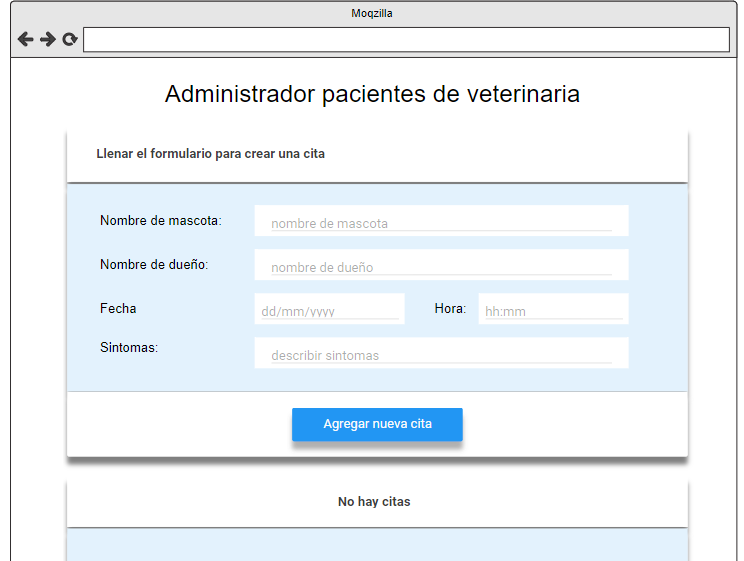 Moqzilla
Administrador pacientes de veterinaria
Llenar el formulario para crear una cita
Nombre de mascota: nombre de mascota
Nombre de dueño: nombre de dueño
Fecha dd/mm/yyyy Hora: hh:mm
Sintomas: describir sintomas
Agregar nueva cita
No hay citas